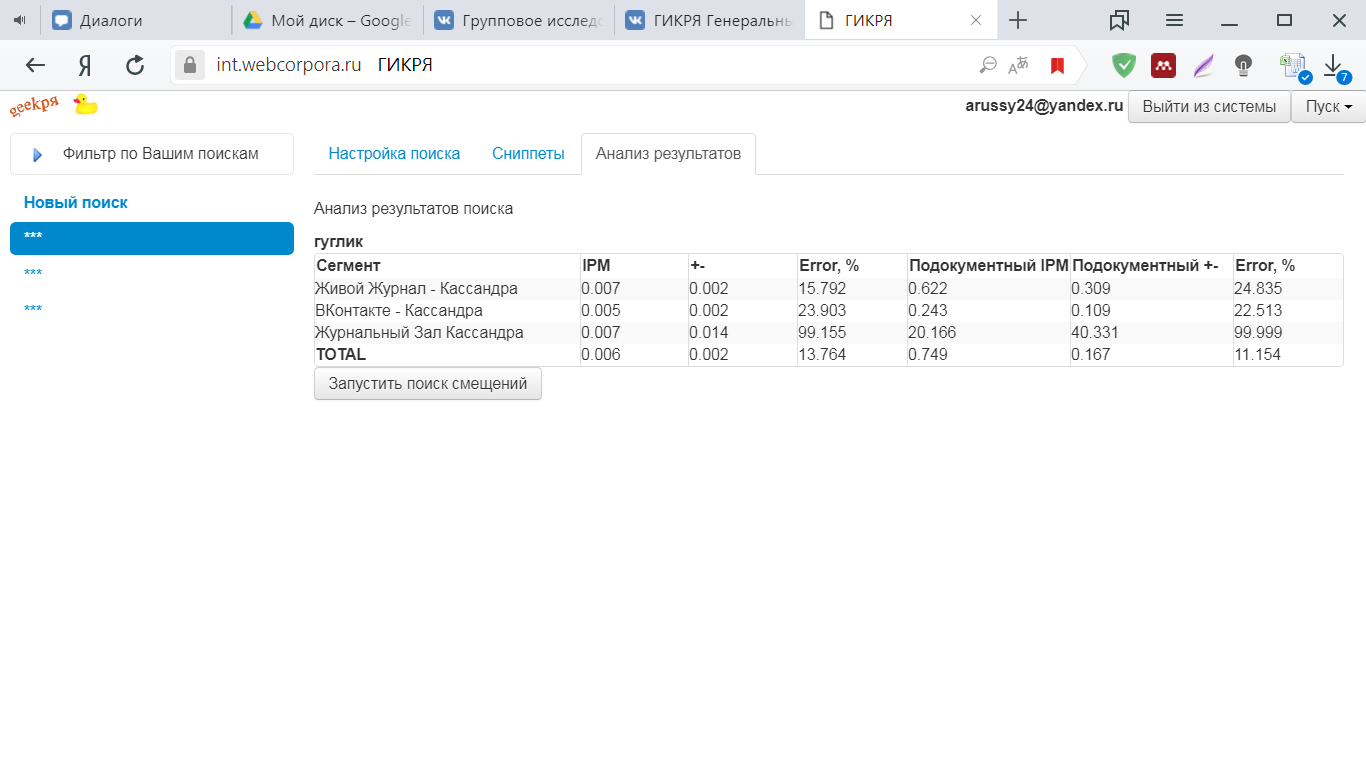 Диалоги Мой диск – Google Групповое исслед ГИКРЯ Генеральнь ГИКРЯ
Я int.webcorpora.ru ГИКРЯ 7
geekря arussy24@yandex.ru Выйти из системы Пуск
Фильтр по Вашим поискам Настройка поиска Сниппеты Анализ результатов
Новый поиск
***
***
***
Анализ результатов поиска
гуглик
Сегмент IPM +- Error, % Подокументный IPM Подокументный +- Error, %
Живой Журнал - Кассандра 0.007 0.002 15.792 0.622 0.309 24.835
ВКонтакте - Кассандра 0.005 0.002 23.903 0.243 0.109 22.513
Журнальный Зал Кассандра 0.007 0.014 99.155 20.166 40.331 99.999
TOTAL 0.006 0.002 13.764 0.749 0.167 11.154
Запустить поиск смещений